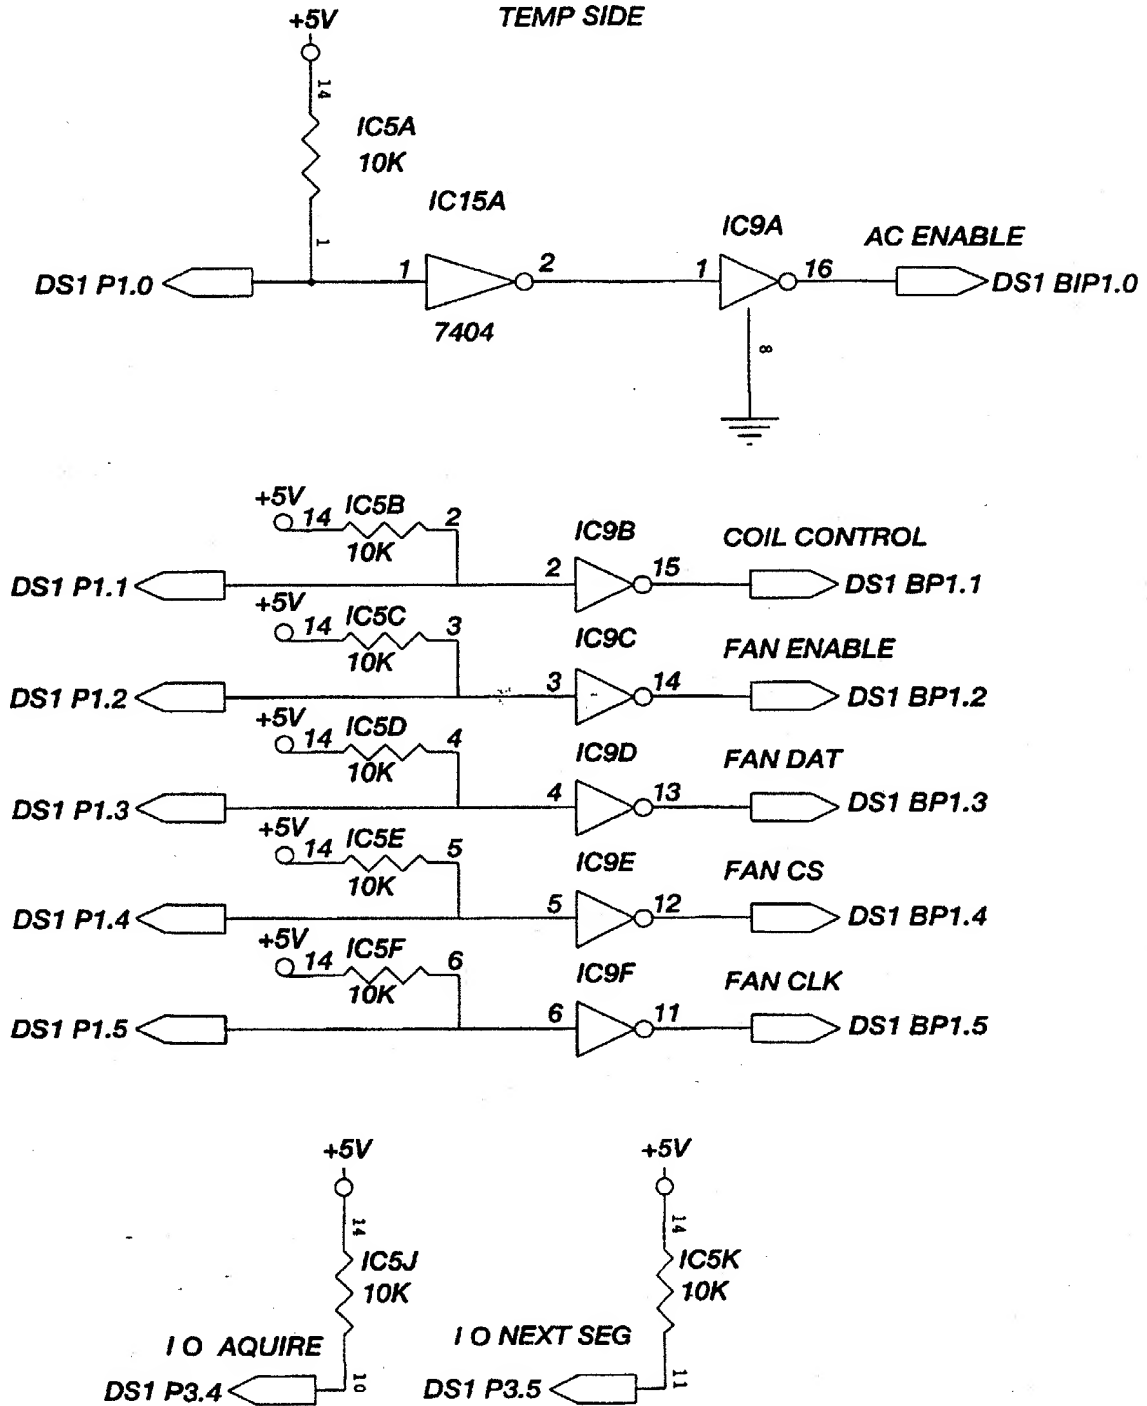 +5V
TEMP SIDE
14
IC5A
10K
IC15A
IC9A
AC ENABLE
1
DS1 P1.0
1
2
1
16
DS1 BIP1.0
7404
8
+5V
14
IC5B
2
10K
IC9B
COIL CONTROL
DS1 P1.1
2
15
DS1 BP1.1
+5V
14
IC5C
3
10K
IC9C
FAN ENABLE
DS1 P1.2
3
14
DS1 BP1.2
+5V
14
IC5D
4
10K
IC9D
FAN DAT
DS1 P1.3
4
13
DS1 BP1.3
+5V
14
IC5E
5
10K
IC9E
FAN CS
DS1 P1.4
5
12
DS1 BP1.4
+5V
14
IC5F
6
10K
IC9F
FAN CLK
DS1 P1.5
6
11
DS1 BP1.5
+5V
+5V
14
14
IC5J
10K
IC5K
10K
I O AQUIRE
I O NEXT SEG
10
11
DS1 P3.4
DS1 P3.5